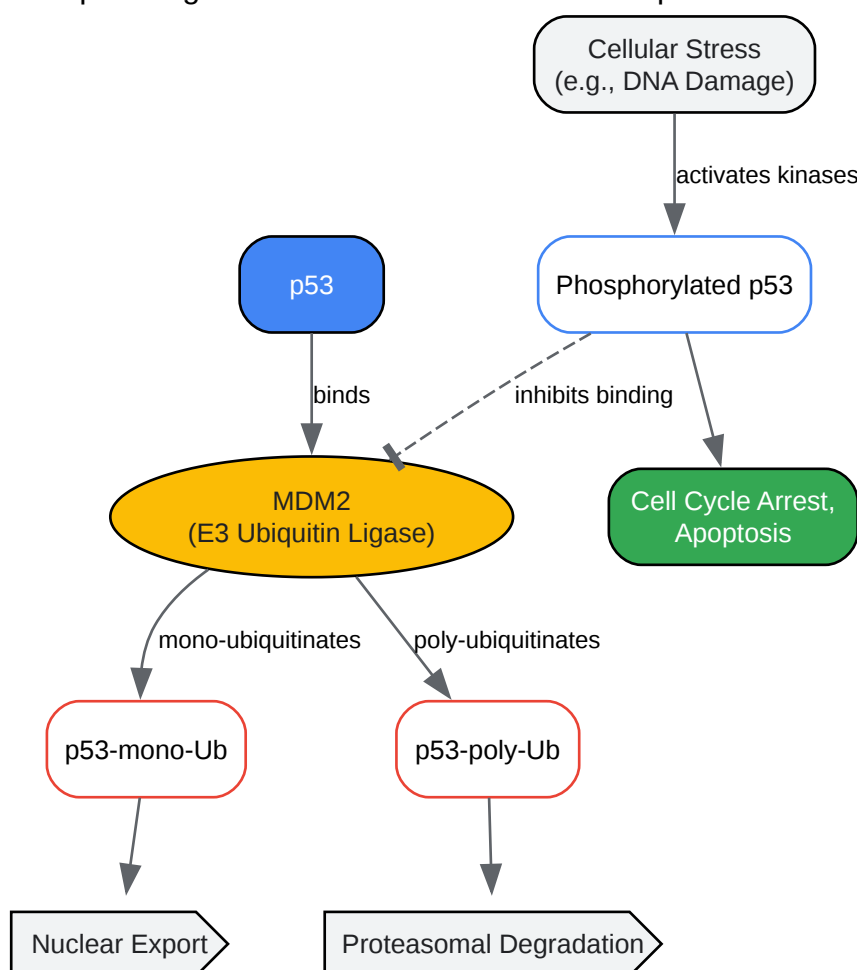 Cellular Stress
(e.g., DNA Damage)
activates kinases
p53
Phosphorylated p53
binds
inhibits binding
MDM2
(E3 Ubiquitin Ligase)
Cell Cycle Arrest,
Apoptosis
mono-ubiquitinates
poly-ubiquitinates
p53-mono-Ub
p53-poly-Ub
Nuclear Export
Proteasomal Degradation